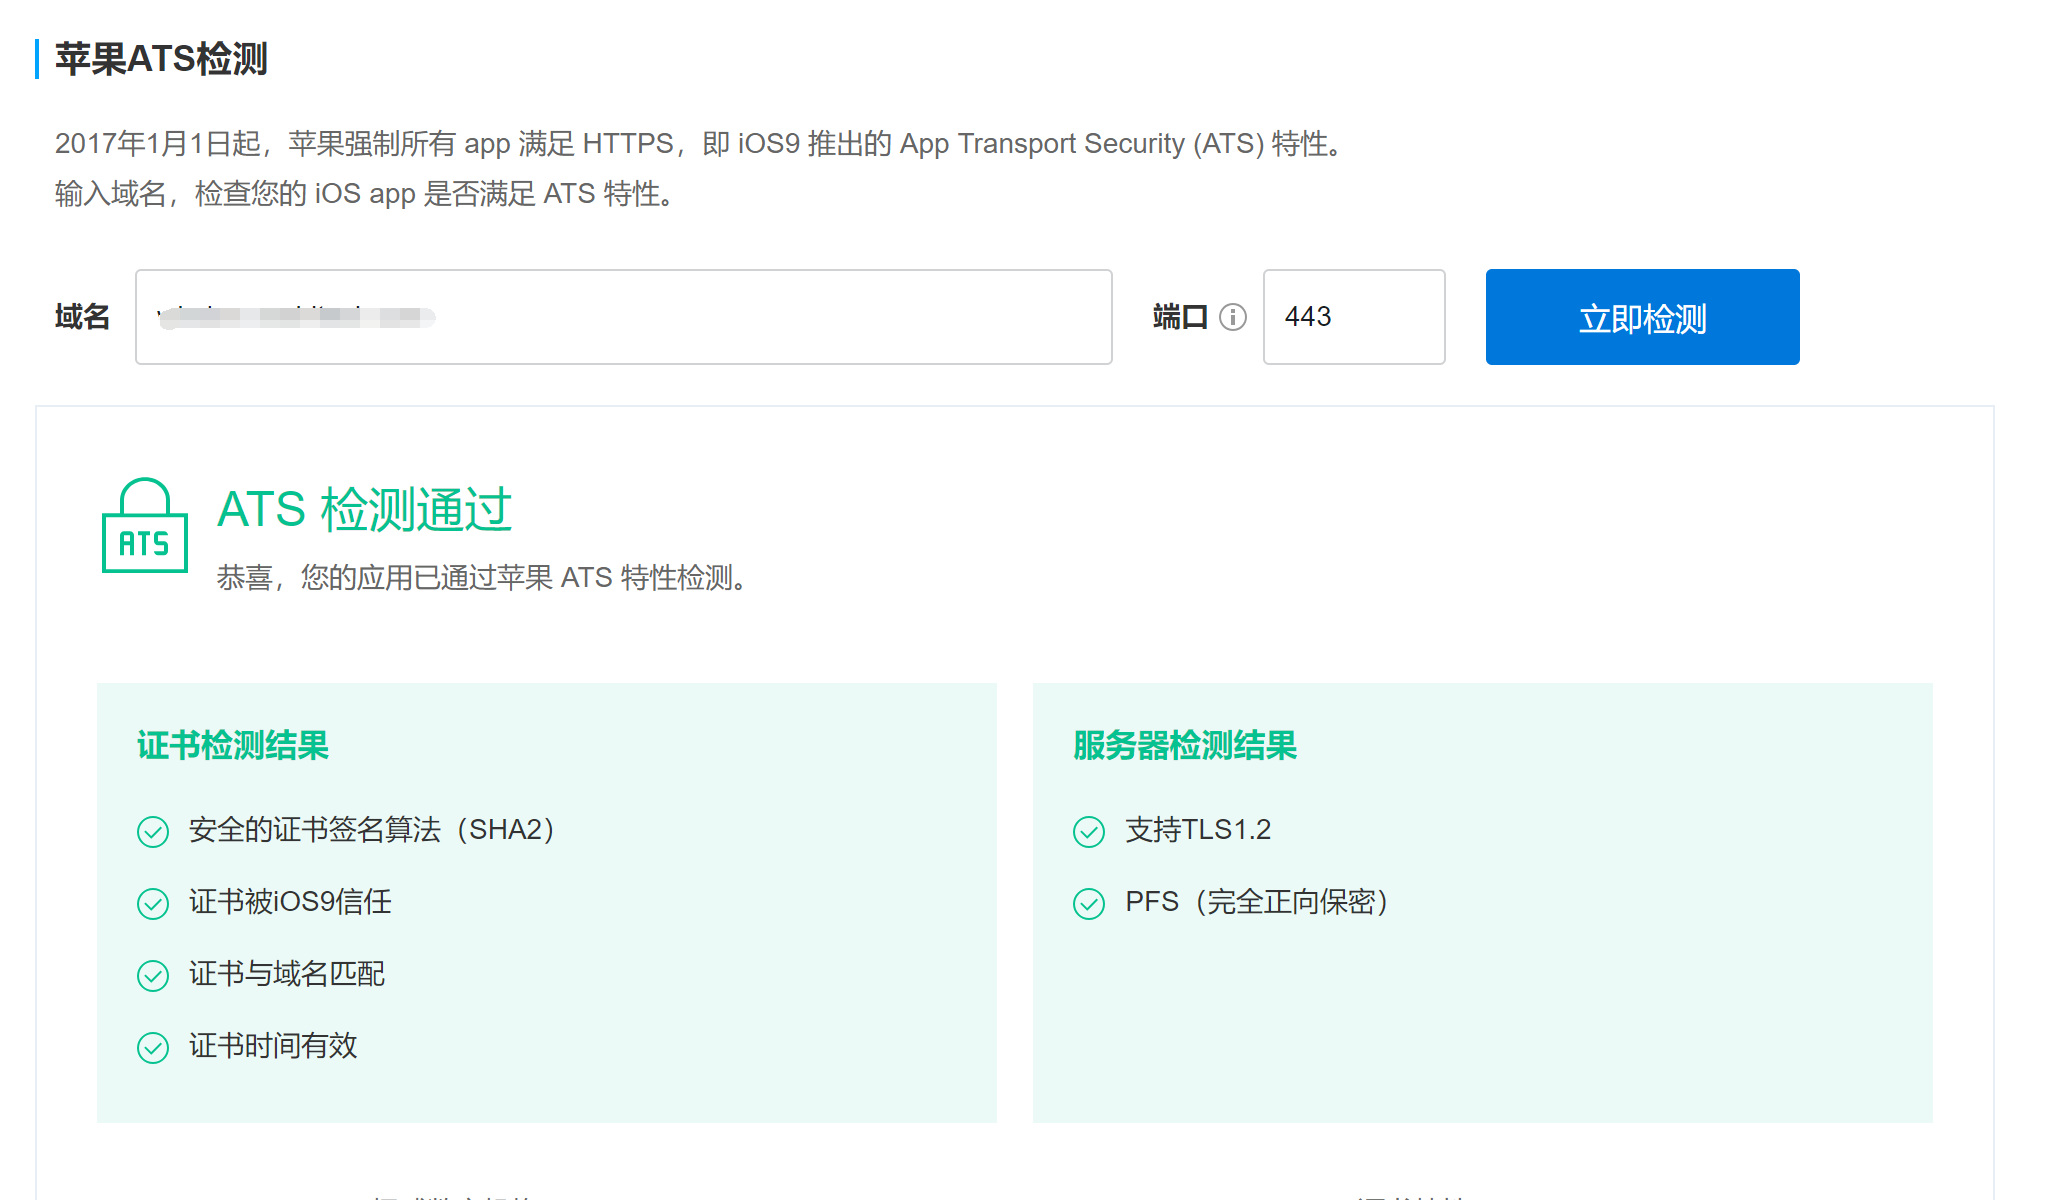 苹果ATS检测
2017年1月1日起，苹果强制所有 app 满足 HTTPS，即 iOS9 推出的 App Transport Security (ATS) 特性。
输入域名，检查您的 iOS app 是否满足 ATS 特性。
域名
端口
443
立即检测
ATS
ATS 检测通过
恭喜，您的应用已通过苹果 ATS 特性检测。
证书检测结果
安全的证书签名算法（SHA2）
证书被iOS9信任
证书与域名匹配
证书时间有效
服务器检测结果
支持TLS1.2
PFS（完全正向保密）